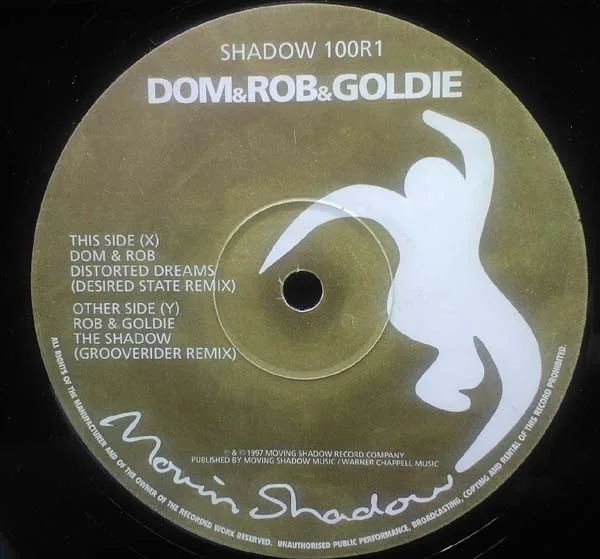 SHADOW 100R1
DOM&ROB&GOLDIE
THIS SIDE (X)
DOM & ROB
DISTORTED DREAMS
(DESIRED STATE REMIX)
OTHER SIDE (Y)
ROB & GOLDIE
THE SHADOW
(GROOVERIDER REMIX)
℗ & © 1997 MOVING SHADOW RECORD COMPANY
PUBLISHED BY MOVING SHADOW MUSIC / WARNER CHAPPELL MUSIC
Movin Shadow
ALL RIGHTS OF THE MANUFACTURER AND OF THE OWNER OF THE RECORDED WORK RESERVED. UNAUTHORISED PUBLIC PERFORMANCE, BROADCASTING, COPYING AND RENTAL OF THIS RECORD PROHIBITED.